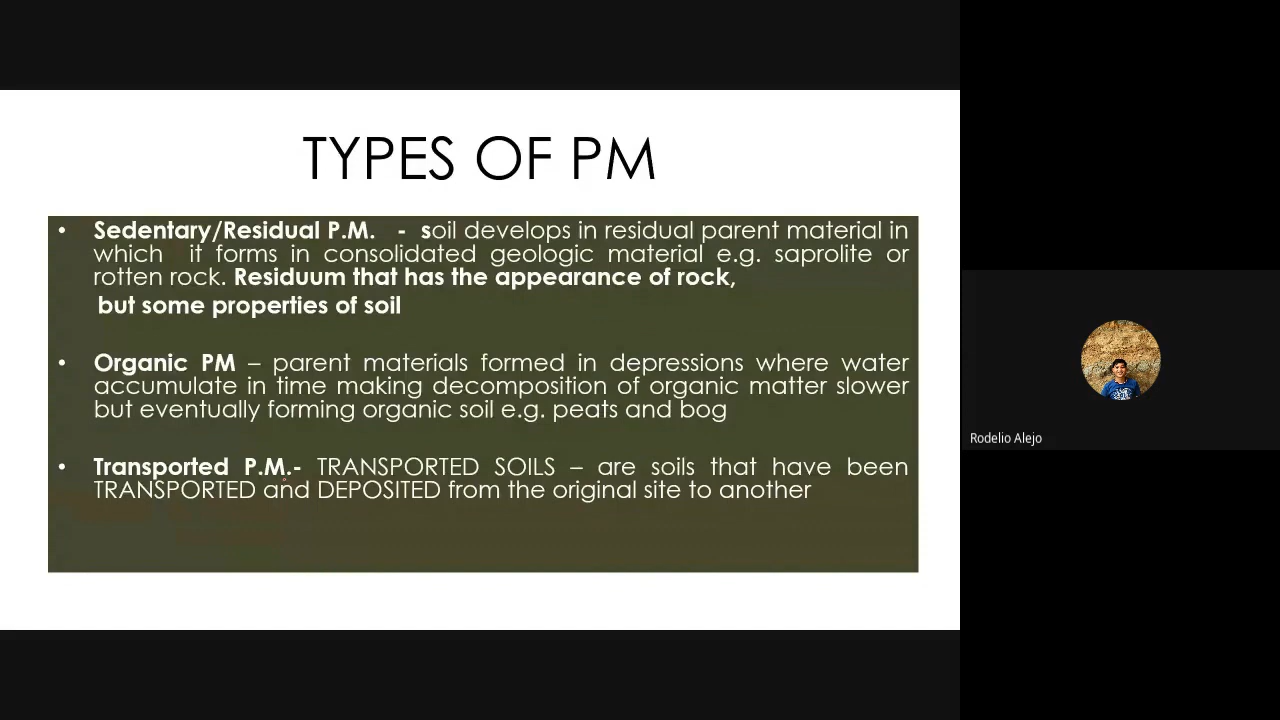 TYPES OF PM
• Sedentary/Residual P.M. - soil develops in residual parent material in
which it forms in consolidated geologic material e.g. saprolite or
rotten rock. Residuum that has the appearance of rock,
but some properties of soil
• Organic PM – parent materials formed in depressions where water
accumulate in time making decomposition of organic matter slower
but eventually forming organic soil e.g. peats and bog
• Transported P.M.- TRANSPORTED SOILS – are soils that have been
TRANSPORTED and DEPOSITED from the original site to another
Rodelio Alejo